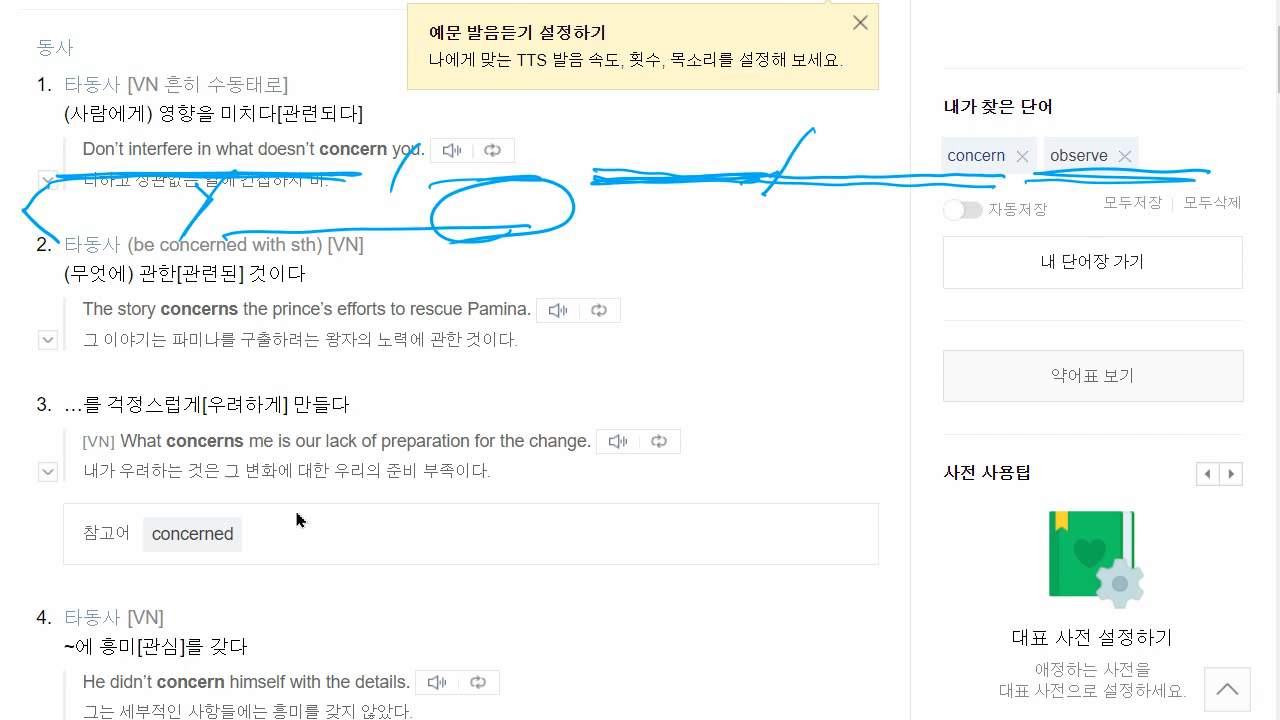 예문 발음듣기 설정하기
나에게 맞는 TTS 발음 속도, 횟수, 목소리를 설정해 보세요.
동사
1. 타동사 [VN 흔히 수동태로]
(사람에게) 영향을 미치다[관련되다]
Don’t interfere in what doesn’t concern you.
2. 타동사 (be concerned with sth) [VN]
(무엇에) 관한[관련된] 것이다
The story concerns the prince’s efforts to rescue Pamina.
그 이야기는 파미나를 구출하려는 왕자의 노력에 관한 것이다.
3. …를 걱정스럽게[우려하게] 만들다
[VN] What concerns me is our lack of preparation for the change.
내가 우려하는 것은 그 변화에 대한 우리의 준비 부족이다.
참고어 concerned
4. 타동사 [VN]
~에 흥미[관심]를 갖다
He didn’t concern himself with the details.
그는 세부적인 사항들에는 흥미를 갖지 않았다.
내가 찾은 단어
concern observe
자동저장 모두저장 모두삭제
내 단어장 가기
약어표 보기
사전 사용팁
대표 사전 설정하기
애정하는 사전을
대표 사전으로 설정하세요.